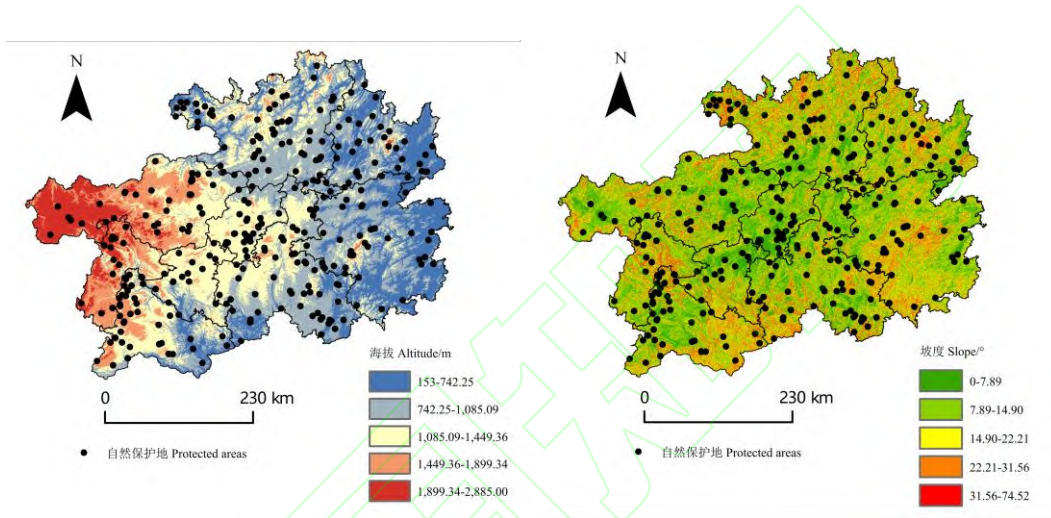 N
海拔 Altitude/m
153-742.25
742.25-1,085.09
1,085.09-1,449.36
1,449.36-1,899.34
1,899.34-2,885.00
0 230 km
自然保护地 Protected areas
N
坡度 Slope/°
0-7.89
7.89-14.90
14.90-22.21
22.21-31.56
31.56-74.52
0 230 km
自然保护地 Protected areas